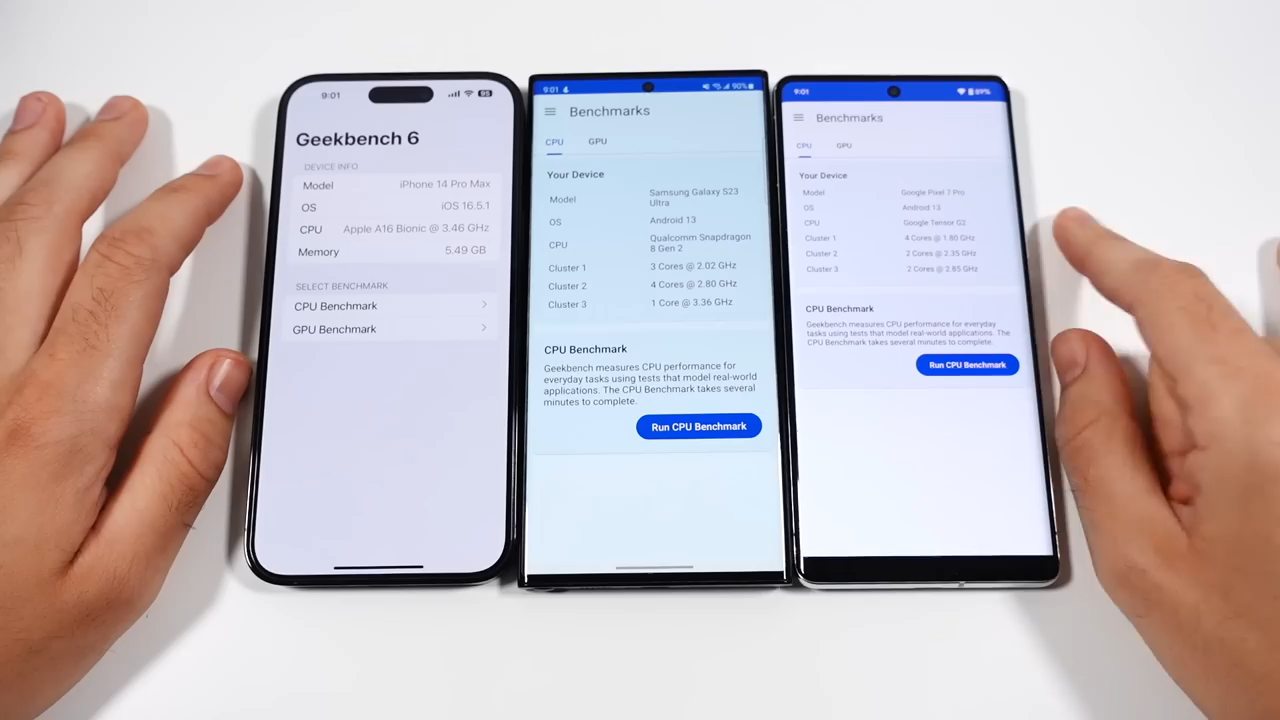 9:01
95
Geekbench 6
DEVICE INFO
Model iPhone 14 Pro Max
OS iOS 16.5.1
CPU Apple A16 Bionic @ 3.46 GHz
Memory 5.49 GB
SELECT BENCHMARK
CPU Benchmark
GPU Benchmark
9:01 90%
Benchmarks
CPU GPU
Your Device
Model Samsung Galaxy S23
Ultra
OS Android 13
CPU Qualcomm Snapdragon
8 Gen 2
Cluster 1 3 Cores @ 2.02 GHz
Cluster 2 4 Cores @ 2.80 GHz
Cluster 3 1 Core @ 3.36 GHz
CPU Benchmark
Geekbench measures CPU performance for
everyday tasks using tests that model real-world
applications. The CPU Benchmark takes several
minutes to complete.
Run CPU Benchmark
9:01 89%
Benchmarks
CPU GPU
Your Device
Model Google Pixel 7 Pro
OS Android 13
CPU Google Tensor G2
Cluster 1 4 Cores @ 1.80 GHz
Cluster 2 2 Cores @ 2.35 GHz
Cluster 3 2 Cores @ 2.85 GHz
CPU Benchmark
Geekbench measures CPU performance for everyday
tasks using tests that model real-world applications. The
CPU Benchmark takes several minutes to complete.
Run CPU Benchmark